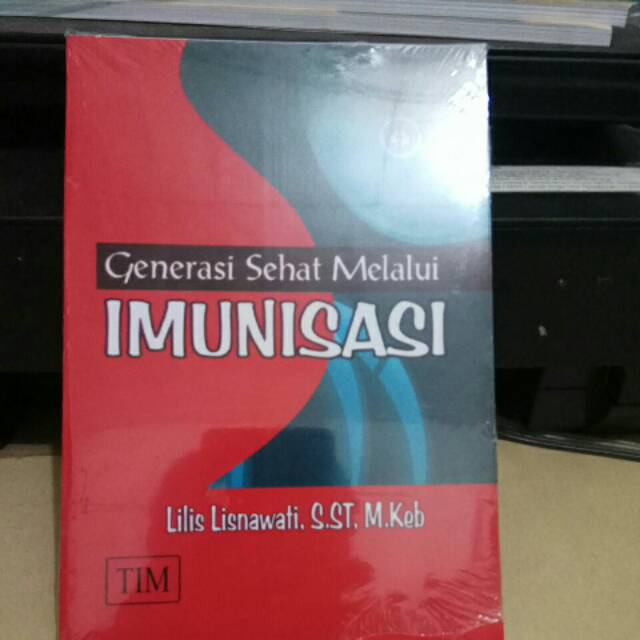 Generasi Sehat Melalui
IMUNISASI
Lilis Lisnawati, S.ST, M.Keb
TIM